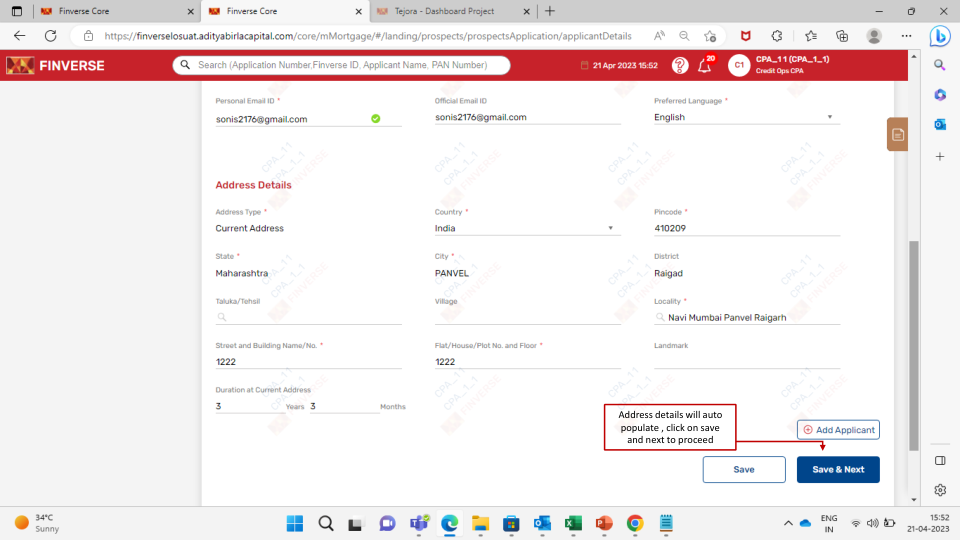 Finverse Core
Finverse Core
Tejora - Dashboard Project
https://finverselosuat.adityabirlacapital.com/core/mMortgage/#/landing/prospects/prospectsApplication/applicantDetails
FINVERSE
Search (Application Number,Finverse ID, Applicant Name, PAN Number)
21 Apr 2023 15:52
20
C1
CPA_11 (CPA_1_1)
Credit Ops CPA
Personal Email ID *
Official Email ID
Preferred Language *
sonis2176@gmail.com
sonis2176@gmail.com
English
Address Details
Address Type *
Country *
Pincode *
Current Address
India
410209
State *
City *
District
Maharashtra
PANVEL
Raigad
Taluka/Tehsil
Village
Locality *
Navi Mumbai Panvel Raigarh
Street and Building Name/No. *
Flat/House/Plot No. and Floor *
Landmark
1222
1222
Duration at Current Address
3 Years 3 Months
Address details will auto
populate , click on save
and next to proceed
Add Applicant
Save
Save & Next
CPA_11
CPA_1_1
FINVERSE
34°C
Sunny
ENG
IN
15:52
21-04-2023